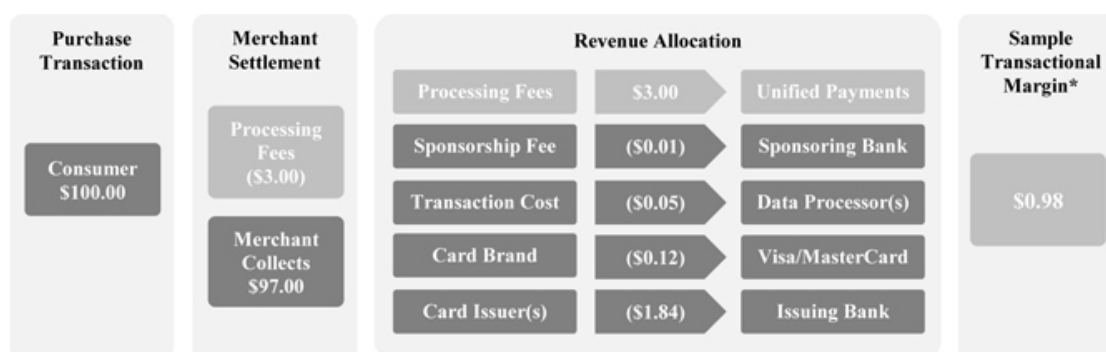 Purchase
Transaction
Consumer
$100.00
Merchant
Settlement
Processing
Fees
($3.00)
Merchant
Collects
$97.00
Revenue Allocation
Processing Fees $3.00 Unified Payments
Sponsorship Fee ($0.01) Sponsoring Bank
Transaction Cost ($0.05) Data Processor(s)
Card Brand ($0.12) Visa/MasterCard
Card Issuer(s) ($1.84) Issuing Bank
Sample
Transactional
Margin*
$0.98